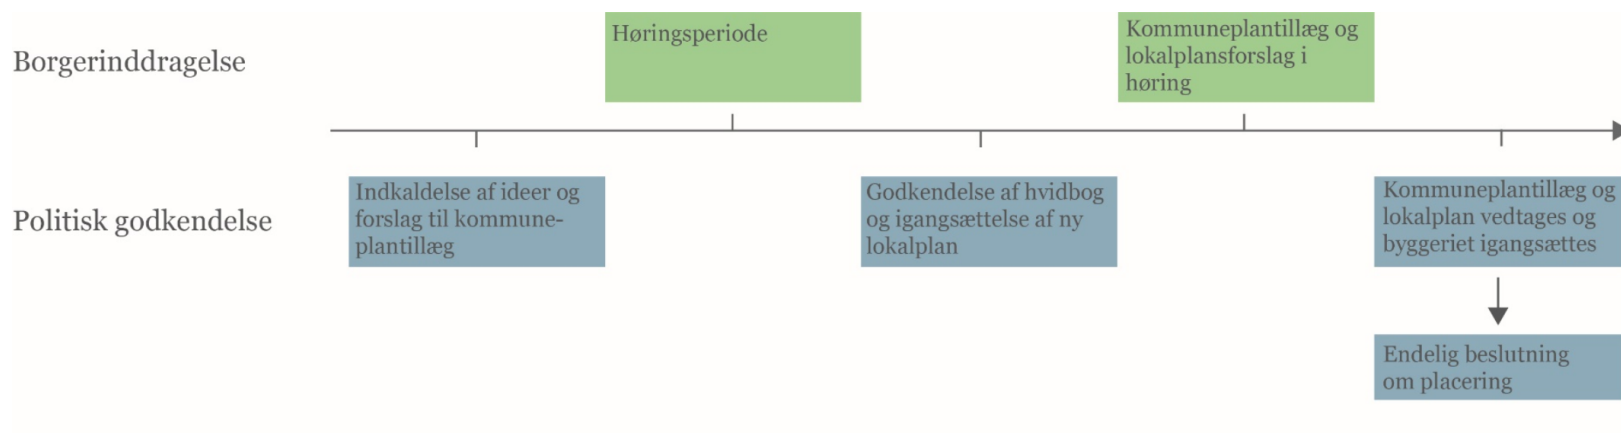 Borgerinddragelse
Høringsperiode
Kommuneplantillæg og
lokalplansforslag i
høring
Politisk godkendelse
Indkaldelse af ideer og
forslag til kommune-
plantillæg
Godkendelse af hvidbog
og igangsættelse af ny
lokalplan
Kommuneplantillæg og
lokalplan vedtages og
byggeriet igangsættes
Endelig beslutning
om placering